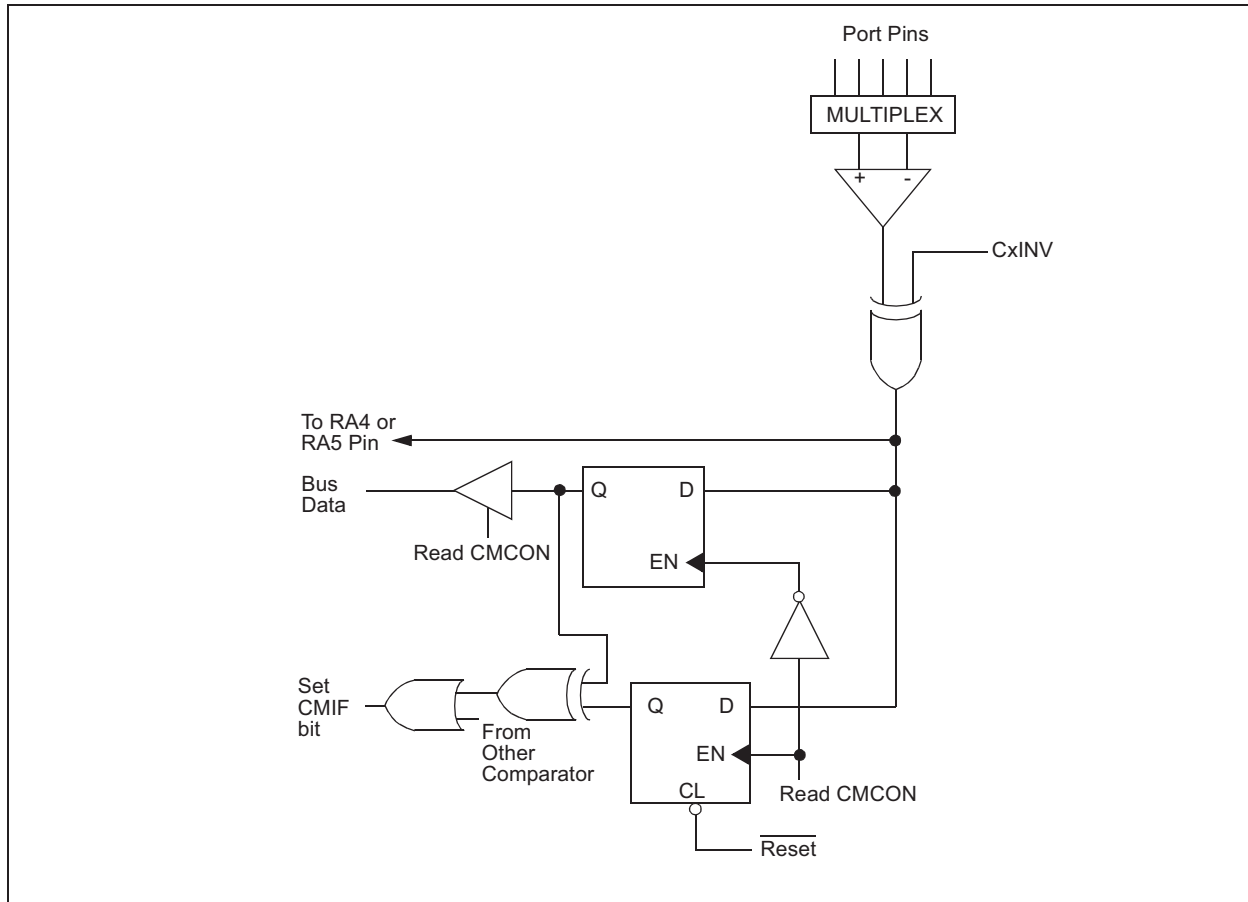 Port Pins
MULTIPLEX
+ -
CxINV
To RA4 or
RA5 Pin
Bus
Data
Q D
EN
Read CMCON
Set
CMIF
bit
From
Other
Comparator
Q D
EN
CL
Read CMCON
Reset